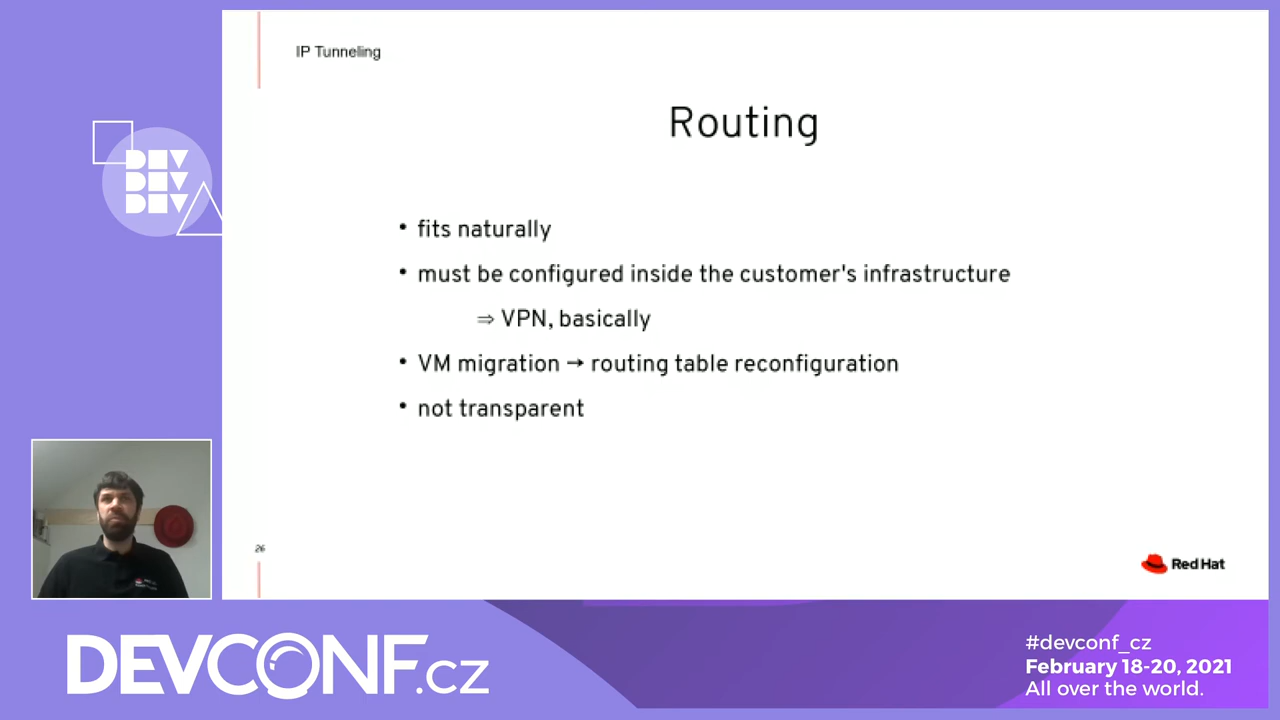 IP Tunneling
Routing
• fits naturally
• must be configured inside the customer's infrastructure
⇒ VPN, basically
• VM migration → routing table reconfiguration
• not transparent
26
Red Hat
DEV
DEV
DEV
DEVCONF.cz
#devconf_cz
February 18-20, 2021
All over the world.